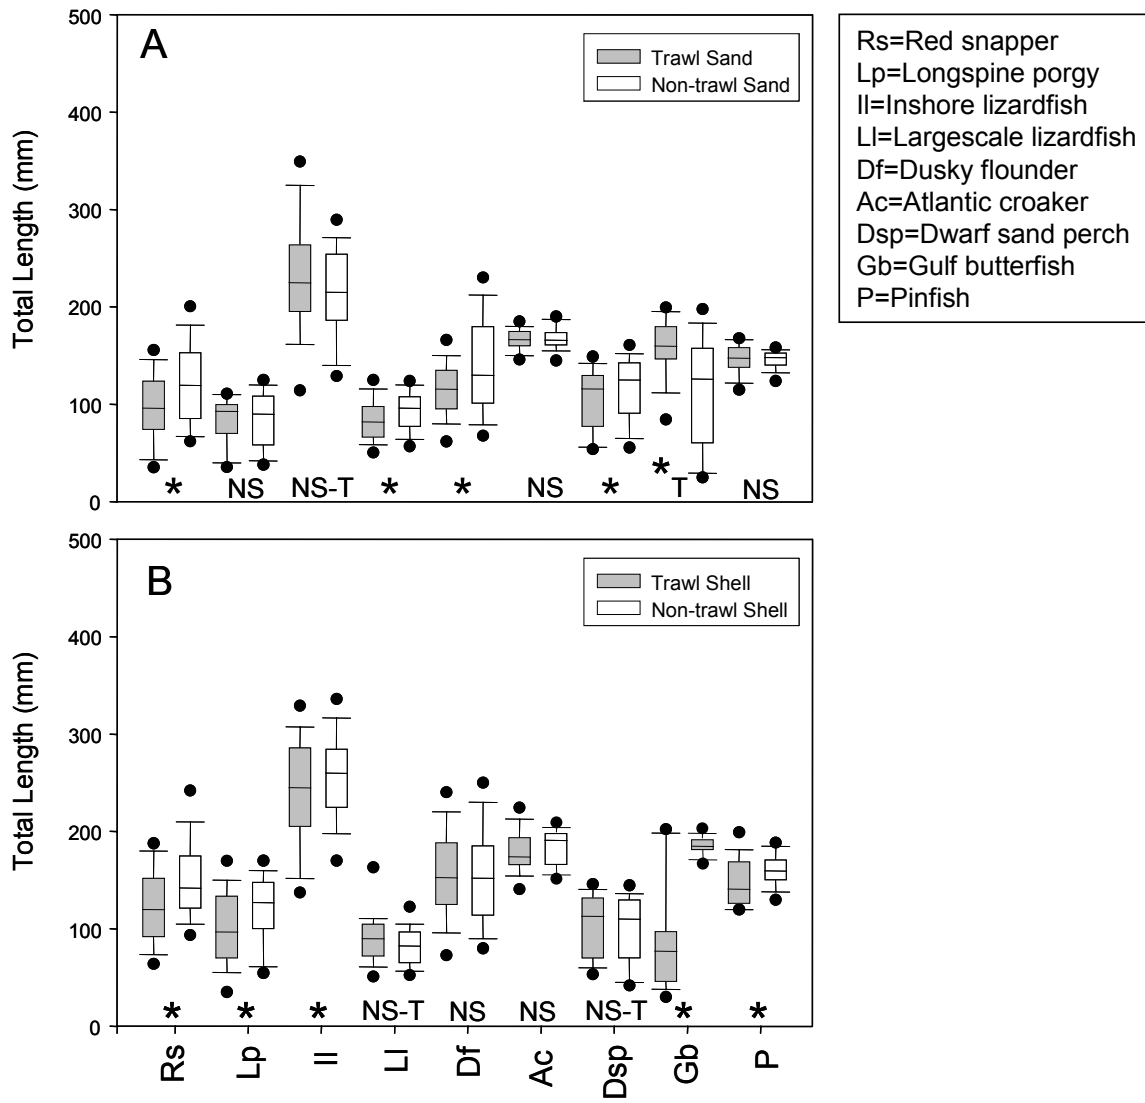 500
400
300
200
100
0
Total Length (mm)
A
Trawl Sand
Non-trawl Sand
* NS NS-T * * NS * * T NS
Rs=Red snapper
Lp=Longspine porgy
Il=Inshore lizardfish
Ll=Largescale lizardfish
Df=Dusky flounder
Ac=Atlantic croaker
Dsp=Dwarf sand perch
Gb=Gulf butterfish
P=Pinfish
500
400
300
200
100
0
Total Length (mm)
B
Trawl Shell
Non-trawl Shell
* * * NS-T NS NS NS-T * *
Rs Lp Il Ll Df Ac Dsp Gb P